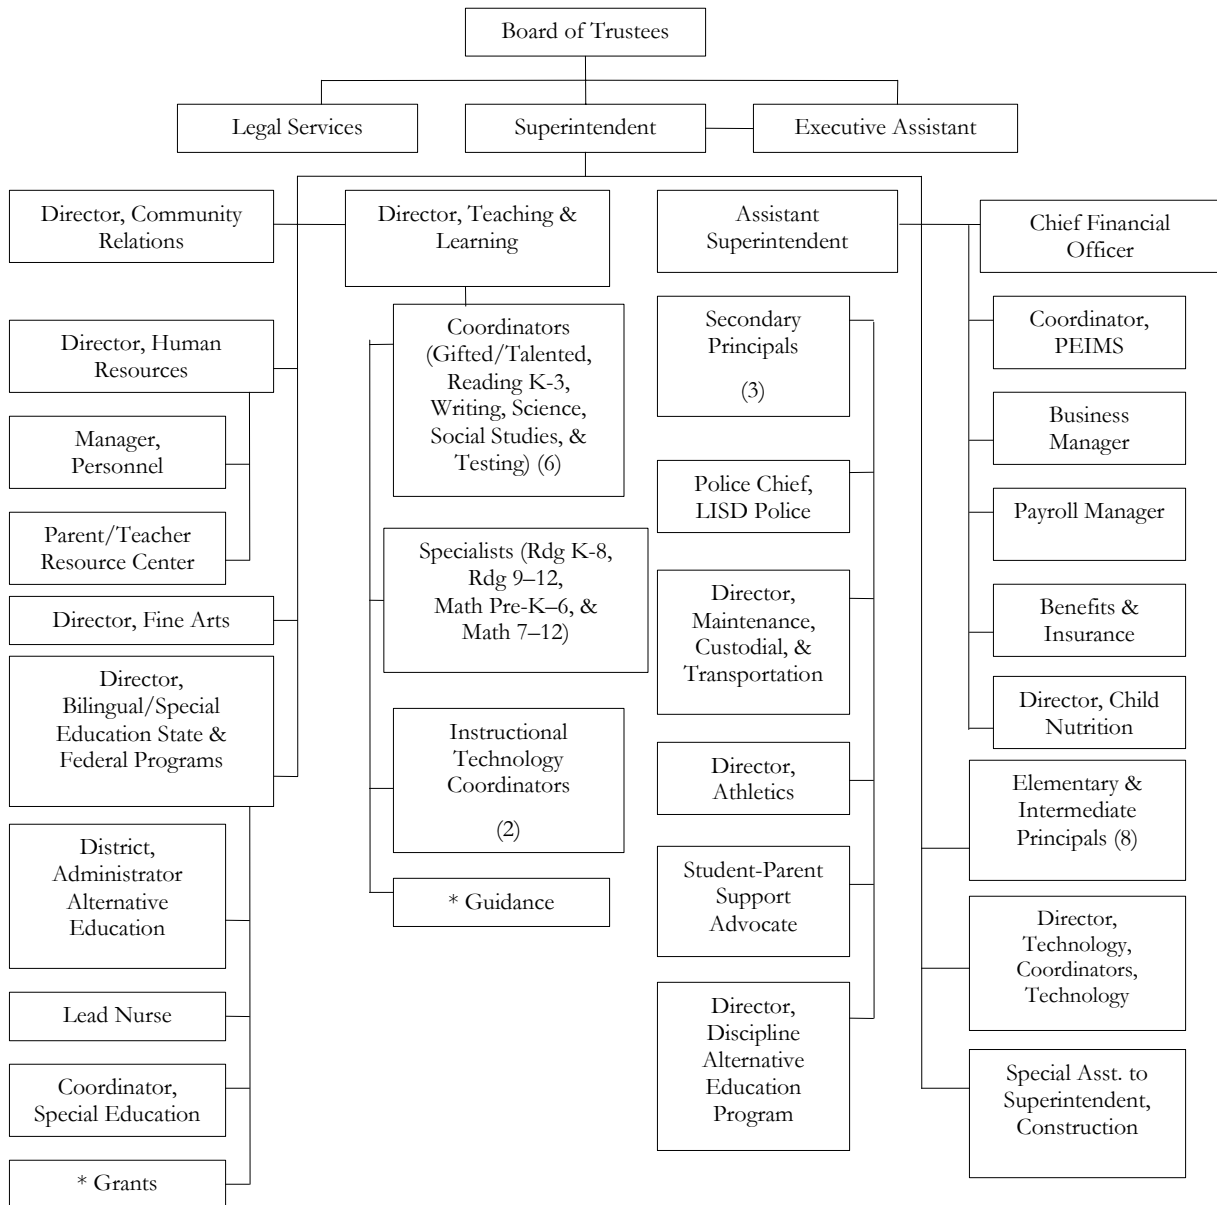 Board of Trustees
Legal Services
Superintendent
Executive Assistant
Director, Community
Relations
Director, Teaching &
Learning
Assistant
Superintendent
Chief Financial
Officer
Director, Human
Resources
Manager,
Personnel
Parent/Teacher
Resource Center
Director, Fine Arts
Director,
Bilingual/Special
Education State &
Federal Programs
District,
Administrator
Alternative
Education
Lead Nurse
Coordinator,
Special Education
* Grants
Coordinators
(Gifted/Talented,
Reading K-3,
Writing, Science,
Social Studies, &
Testing) (6)
Specialists (Rdg K-8,
Rdg 9–12,
Math Pre-K–6, &
Math 7–12)
Instructional
Technology
Coordinators
(2)
* Guidance
Secondary
Principals
(3)
Police Chief,
LISD Police
Director,
Maintenance,
Custodial, &
Transportation
Director,
Athletics
Student-Parent
Support
Advocate
Director,
Discipline
Alternative
Education
Program
Coordinator,
PEIMS
Business
Manager
Payroll Manager
Benefits &
Insurance
Director, Child
Nutrition
Elementary &
Intermediate
Principals (8)
Director,
Technology,
Coordinators,
Technology
Special Asst. to
Superintendent,
Construction